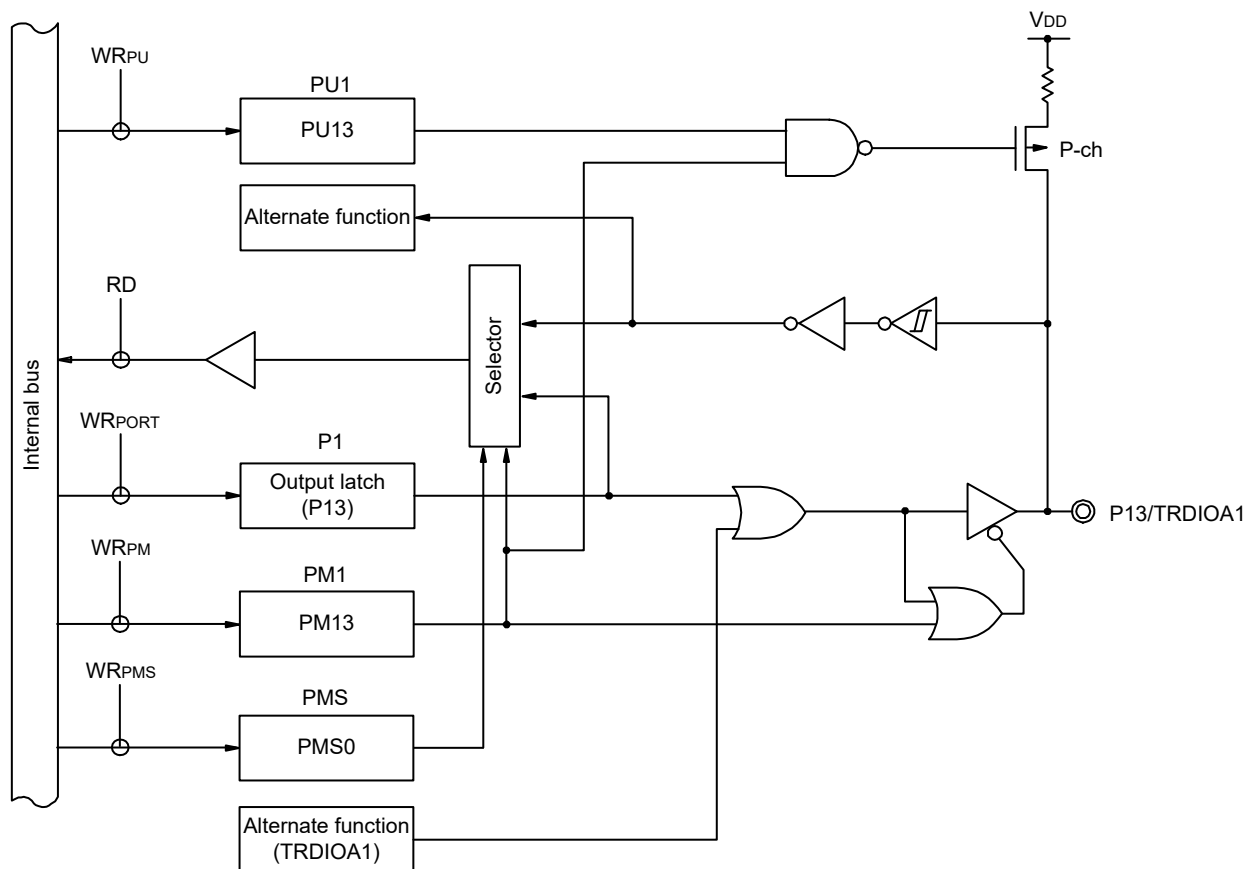 VDD
WRPU
PU1
PU13
P-ch
Alternate function
RD
Selector
Internal bus
WRPORT
P1
Output latch
(P13)
P13/TRDIOA1
WRPM
PM1
PM13
WRPMS
PMS
PMS0
Alternate function
(TRDIOA1)